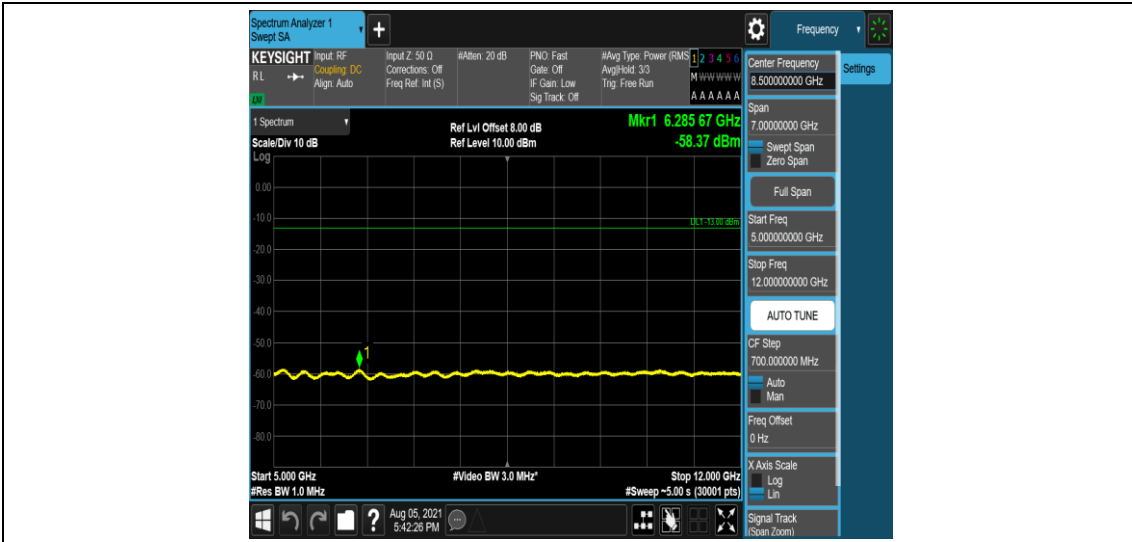 Spectrum Analyzer 1
Swept SA
+
Frequency
KEYSIGHT
RL
LXI
Input: RF
Coupling: DC
Align: Auto
Input Z: 50 Ω
Corrections: Off
Freq Ref: Int (S)
#Atten: 20 dB
PNO: Fast
Gate: Off
IF Gain: Low
Sig Track: Off
#Avg Type: Power (RMS
Avg|Hold: 3/3
Trig: Free Run
1 2 3 4 5 6
M W W W W W
A A A A A A
1 Spectrum
Scale/Div 10 dB
Log
Ref Lvl Offset 8.00 dB
Ref Level 10.00 dBm
Mkr1 6.285 67 GHz
-58.37 dBm
0.00
-10.0
DL1 -13.00 dBm
-20.0
-30.0
-40.0
-50.0
1
-60.0
-70.0
-80.0
Start 5.000 GHz
#Res BW 1.0 MHz
#Video BW 3.0 MHz*
Stop 12.000 GHz
#Sweep ~5.00 s (30001 pts)
?
Aug 05, 2021
5:42:26 PM
Center Frequency
8.500000000 GHz
Settings
Span
7.00000000 GHz
Swept Span
Zero Span
Full Span
Start Freq
5.000000000 GHz
Stop Freq
12.000000000 GHz
AUTO TUNE
CF Step
700.000000 MHz
Auto
Man
Freq Offset
0 Hz
X Axis Scale
Log
Lin
Signal Track
(Span Zoom)